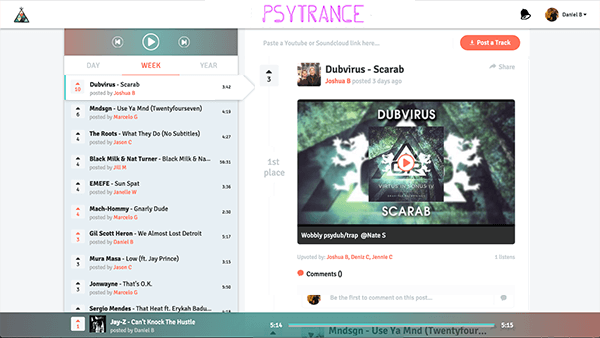 PSYTRANCE
Daniel B
Paste a Youtube or Soundcloud link here...
Post a Track
DAY WEEK YEAR
10 Dubvirus - Scarab 3:42
posted by Joshua B
6 Mndsgn - Use Ya Mnd (Twentyfourseven) 4:19
posted by Marcelo G
4 The Roots - What They Do (No Subtitles) 4:27
posted by Jason C
4 Black Milk & Nat Turner - Black Milk & Na... 58:31
posted by Jill M
4 EMEFE - Sun Spat 3:36
posted by Janelle W
4 Mach-Hommy - Gnarly Dude 2:30
posted by Marcelo G
3 Gil Scott Heron - We Almost Lost Detroit 5:17
posted by Daniel B
3 Mura Masa - Low (ft. Jay Prince) 3:15
posted by Jason C
3 Jonwayne - That's O.K. 3:50
posted by Marcelo G
Sergio Mendes - That Heat ft. Erykah Badu...
3
Dubvirus - Scarab
Share
Joshua B posted 5 days ago
1st
place
DUBVIRUS
VIRTUE
SCARAB
Wobbly psydub/trap @Nate S
Upvoted by: Joshua B, Deniz C, Jennie C
5 listens
Comments ()
Be the first to comment on this post...
1 Jay-Z - Can't Knock The Hustle
posted by Daniel B
5:14 5:15
Mndsgn - Use Ya Mnd (Twentyfour...